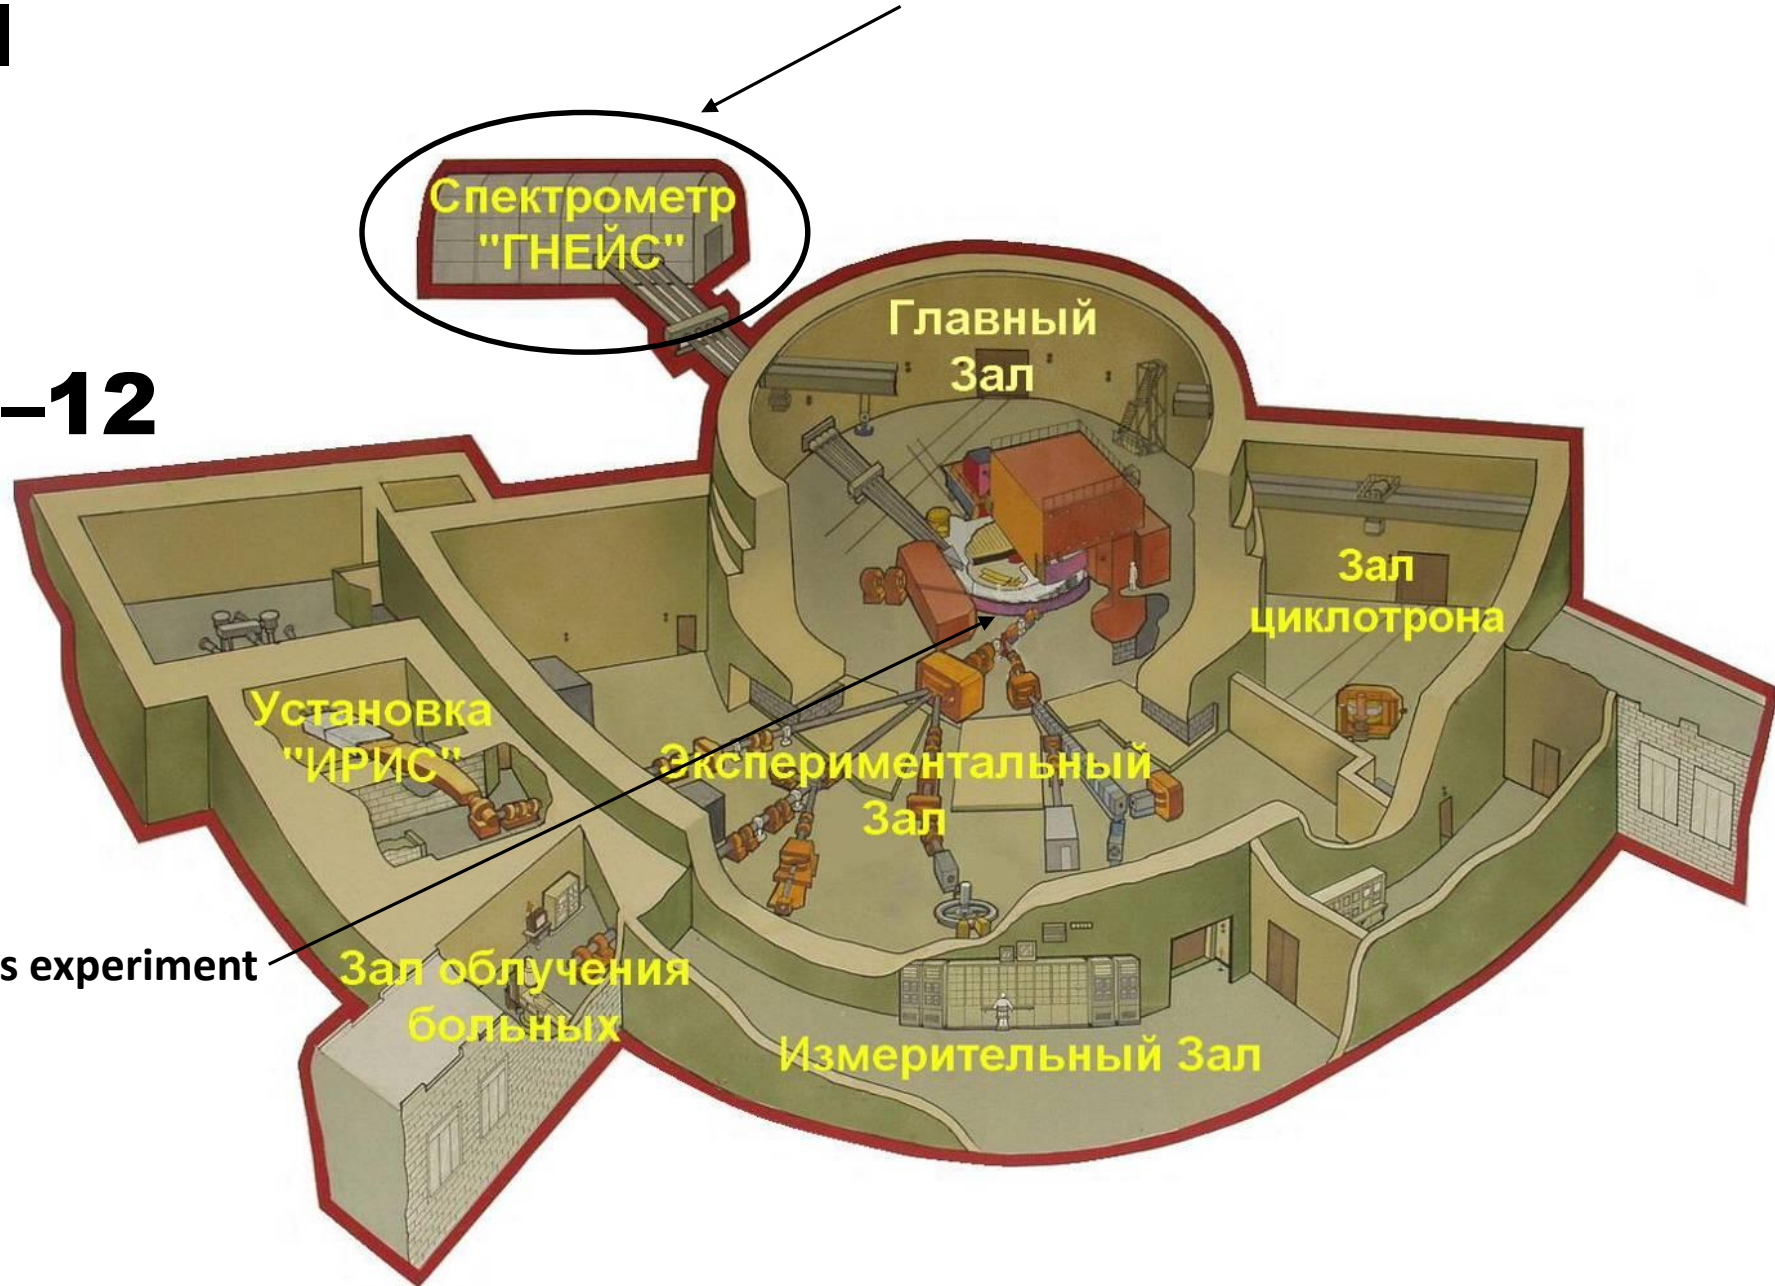 Спектрометр
"ГНЕЙС"
Главный
Зал
–12
Зал
циклотрона
Установка
"ИРИС"
Экспериментальный
Зал
s experiment
Зал облучения
больных
Измерительный Зал